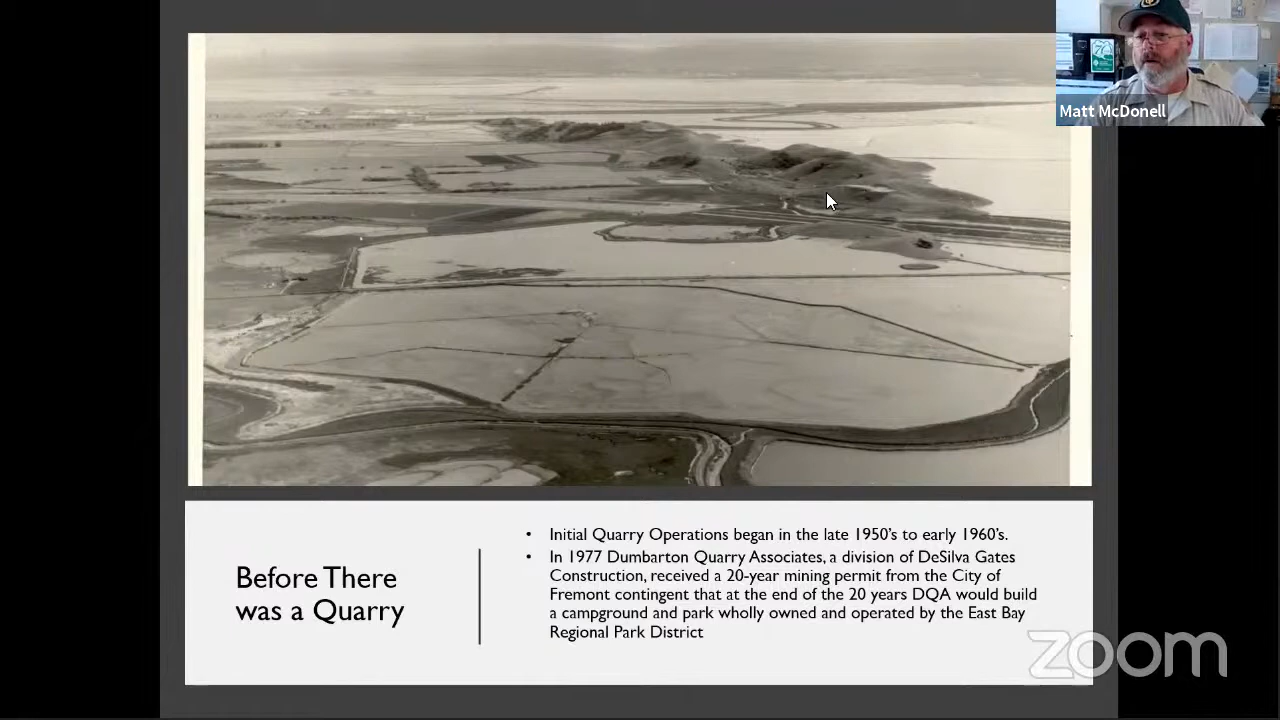 Matt McDonell
Before There
was a Quarry
• Initial Quarry Operations began in the late 1950's to early 1960's.
• In 1977 Dumbarton Quarry Associates, a division of DeSilva Gates
Construction, received a 20-year mining permit from the City of
Fremont contingent that at the end of the 20 years DQA would build
a campground and park wholly owned and operated by the East Bay
Regional Park District
zoom